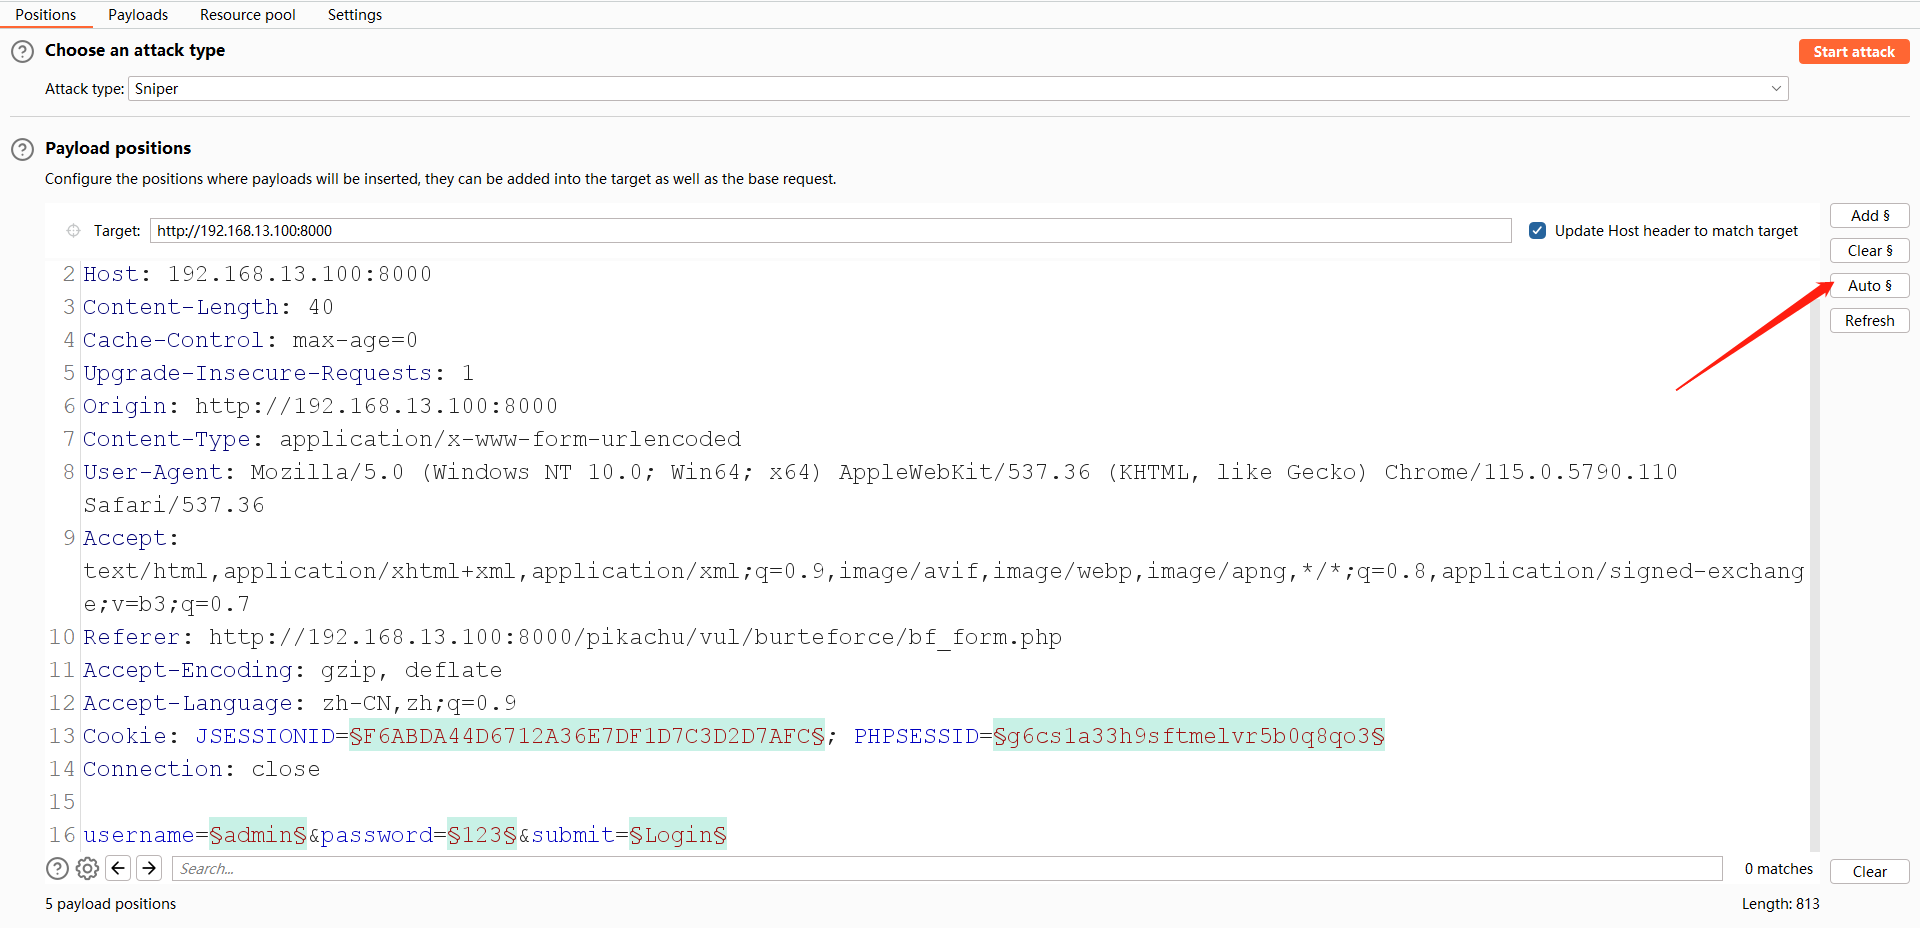 Positions Payloads Resource pool Settings
Choose an attack type
Start attack
Attack type: Sniper
Payload positions
Configure the positions where payloads will be inserted, they can be added into the target as well as the base request.
Target: http://192.168.13.100:8000
Update Host header to match target
Add §
Clear §
Auto §
Refresh
2 Host: 192.168.13.100:8000
3 Content-Length: 40
4 Cache-Control: max-age=0
5 Upgrade-Insecure-Requests: 1
6 Origin: http://192.168.13.100:8000
7 Content-Type: application/x-www-form-urlencoded
8 User-Agent: Mozilla/5.0 (Windows NT 10.0; Win64; x64) AppleWebKit/537.36 (KHTML, like Gecko) Chrome/115.0.5790.110
Safari/537.36
9 Accept:
text/html,application/xhtml+xml,application/xml;q=0.9,image/avif,image/webp,image/apng,*/*;q=0.8,application/signed-exchang
e;v=b3;q=0.7
10 Referer: http://192.168.13.100:8000/pikachu/vul/burteforce/bf_form.php
11 Accept-Encoding: gzip, deflate
12 Accept-Language: zh-CN,zh;q=0.9
13 Cookie: JSESSIONID=§F6ABDA44D6712A36E7DF1D7C3D2D7AFC§; PHPSESSID=§g6cs1a33h9sftmelvr5b0q8qo3§
14 Connection: close
15
16 username=§admin§&password=§123§&submit=§Login§
Search...
0 matches
Clear
5 payload positions
Length: 813